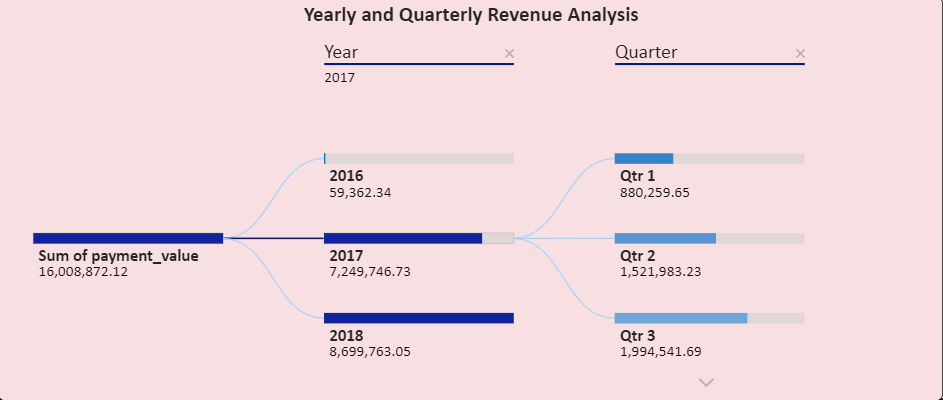 Yearly and Quarterly Revenue Analysis
Year
2017
Quarter
Sum of payment_value
16,008,872.12
2016
59,362.34
2017
7,249,746.73
2018
8,699,763.05
Qtr 1
880,259.65
Qtr 2
1,521,983.23
Qtr 3
1,994,541.69